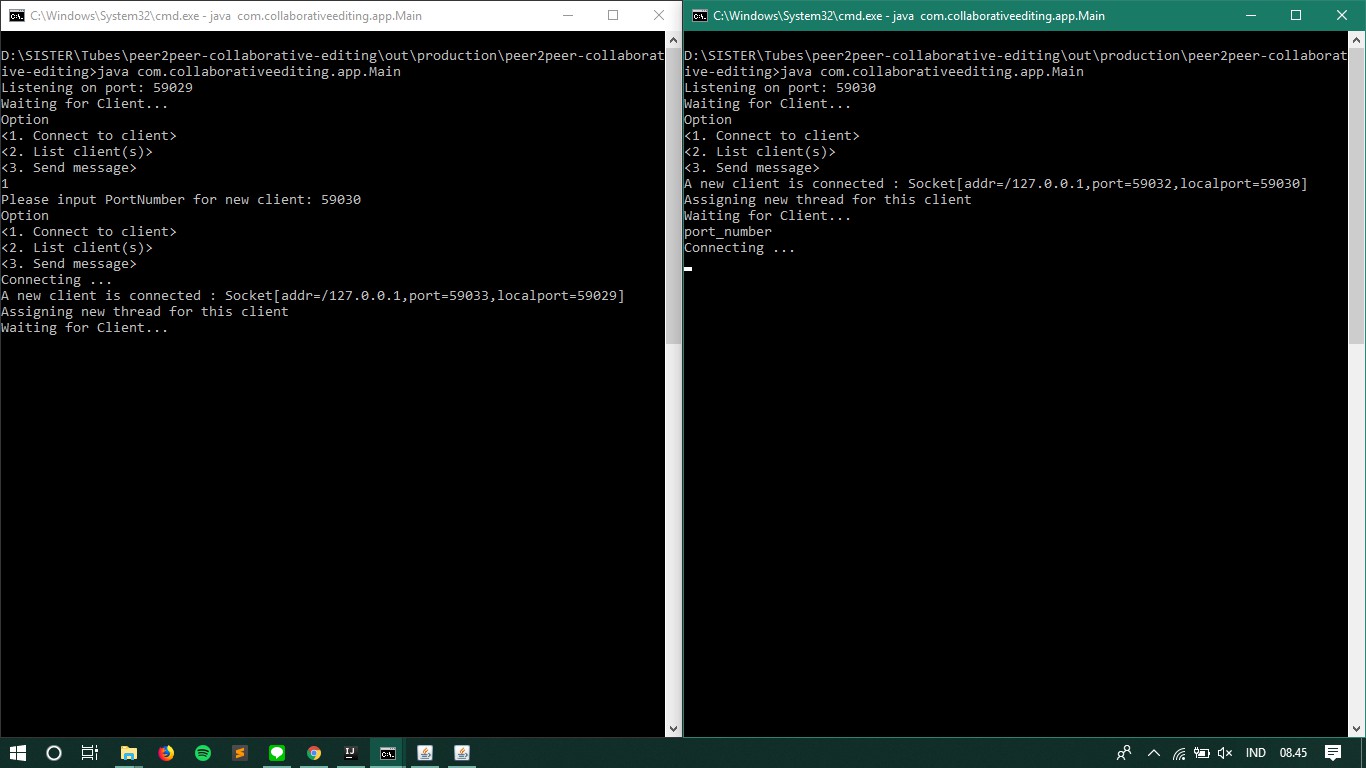 C:\Windows\System32\cmd.exe - java com.collaborativeediting.app.Main
D:\SISTER\Tubes\peer2peer-collaborative-editing\out\production\peer2peer-collaborat
ive-editing>java com.collaborativeediting.app.Main
Listening on port: 59029
Waiting for Client...
Option
<1. Connect to client>
<2. List client(s)>
<3. Send message>
1
Please input PortNumber for new client: 59030
Option
<1. Connect to client>
<2. List client(s)>
<3. Send message>
Connecting ...
A new client is connected : Socket[addr=/127.0.0.1,port=59033,localport=59029]
Assigning new thread for this client
Waiting for Client...
C:\Windows\System32\cmd.exe - java com.collaborativeediting.app.Main
D:\SISTER\Tubes\peer2peer-collaborative-editing\out\production\peer2peer-collaborat
ive-editing>java com.collaborativeediting.app.Main
Listening on port: 59030
Waiting for Client...
Option
<1. Connect to client>
<2. List client(s)>
<3. Send message>
A new client is connected : Socket[addr=/127.0.0.1,port=59032,localport=59030]
Assigning new thread for this client
Waiting for Client...
port_number
Connecting ...
IND 08.45